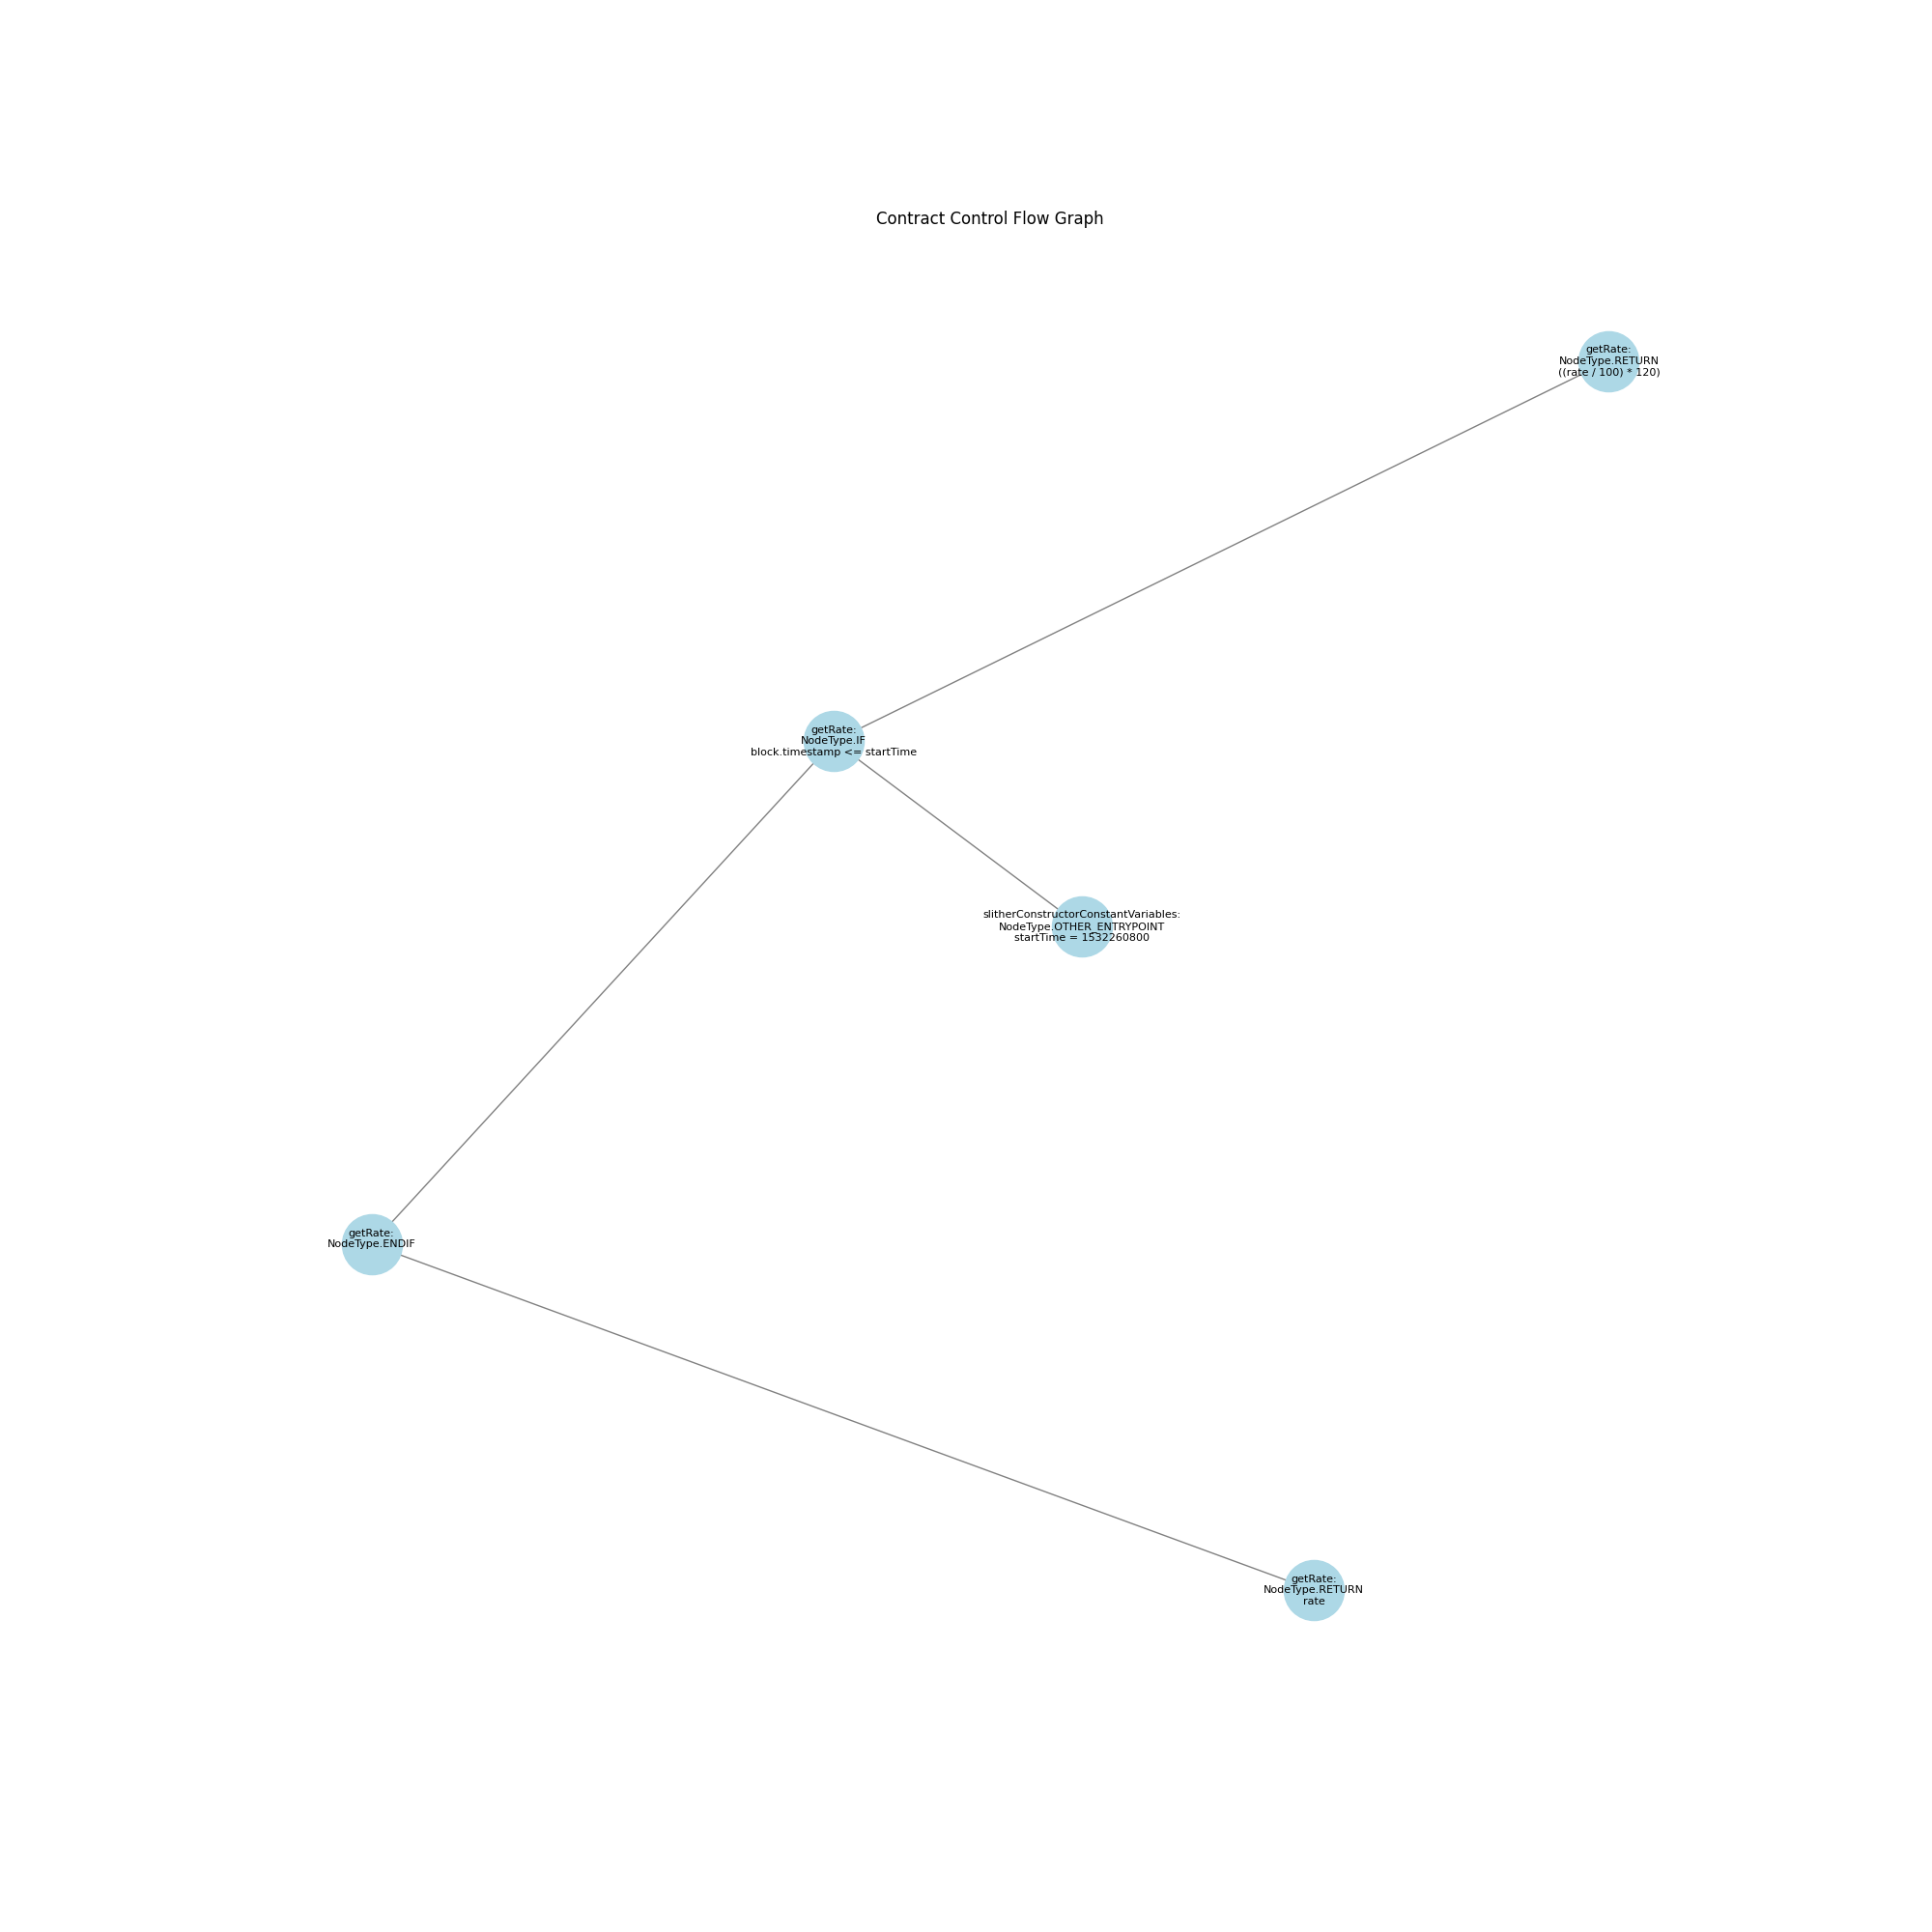 Contract Control Flow Graph
getRate:
NodeType.RETURN
((rate / 100) * 120)
getRate:
NodeType.IF
block.timestamp <= startTime
slitherConstructorConstantVariables:
NodeType.OTHER_ENTRYPOINT
startTime = 1532260800
getRate:
NodeType.ENDIF
getRate:
NodeType.RETURN
rate